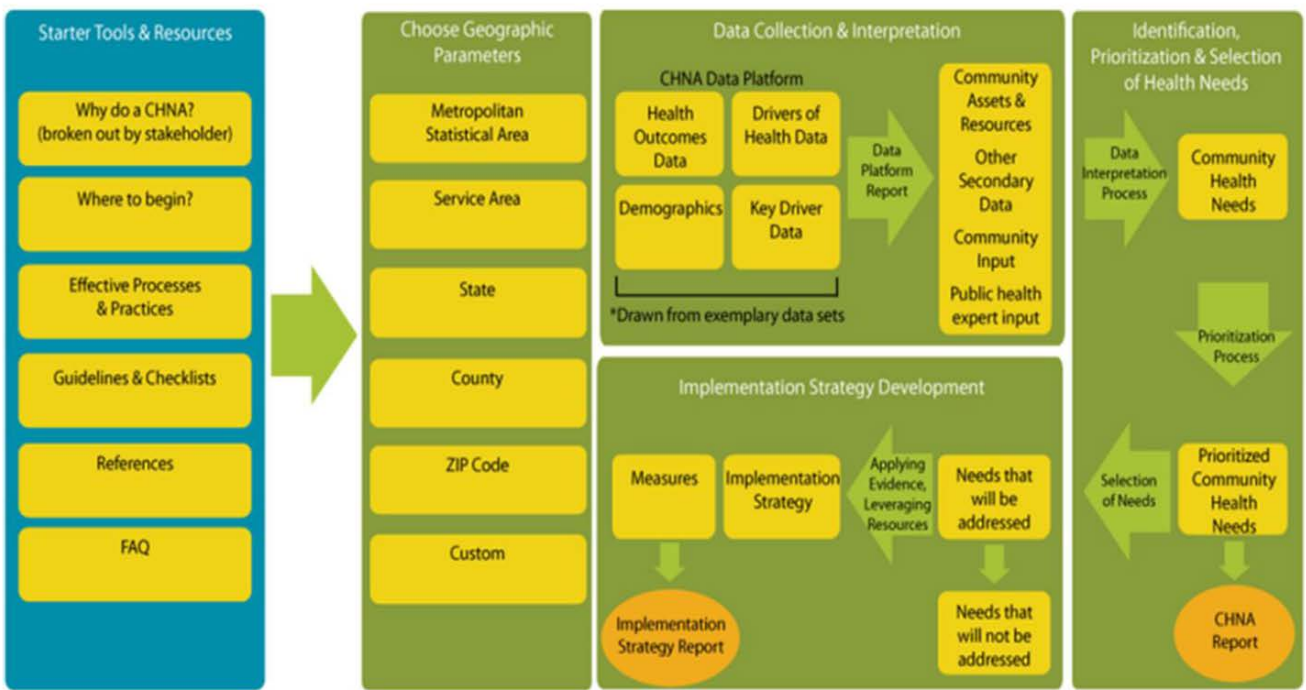 Starter Tools & Resources
Why do a CHNA?
(broken out by stakeholder)
Where to begin?
Effective Processes
& Practices
Guidelines & Checklists
References
FAQ
Choose Geographic
Parameters
Metropolitan
Statistical Area
Service Area
State
County
ZIP Code
Custom
Data Collection & Interpretation
CHNA Data Platform
Health
Outcomes
Data
Drivers of
Health Data
Demographics
Key Driver
Data
*Drawn from exemplary data sets
Data
Platform
Report
Community
Assets &
Resources
Other
Secondary
Data
Community
Input
Public health
expert input
Identification,
Prioritization & Selection
of Health Needs
Data
Interpretation
Process
Community
Health
Needs
Prioritization
Process
Prioritized
Community
Health
Needs
Selection
of Needs
CHNA
Report
Implementation Strategy Development
Needs that
will be
addressed
Needs that
will not be
addressed
Applying
Evidence,
Leveraging
Resources
Implementation
Strategy
Measures
Implementation
Strategy Report